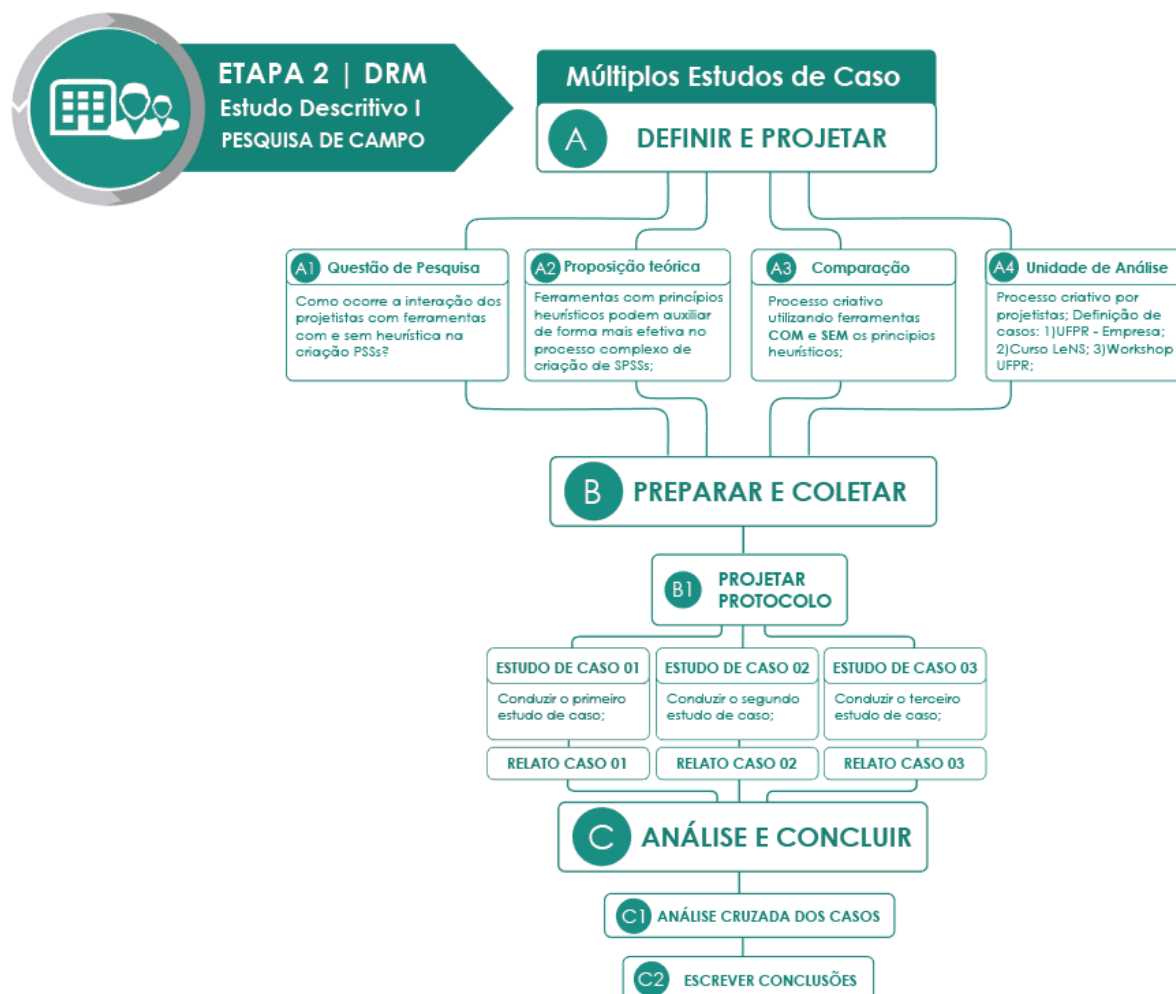 ETAPA 2 | DRM
Estudo Descritivo I
PESQUISA DE CAMPO
Múltiplos Estudos de Caso
A DEFINIR E PROJETAR
A1 Questão de Pesquisa
Como ocorre a interação dos
projetistas com ferramentas
com e sem heurística na
criação PSSs?
A2 Proposição teórica
Ferramentas com princípios
heurísticos podem auxiliar
de forma mais efetiva no
processo complexo de
criação de SPSSs;
A3 Comparação
Processo criativo
utilizando ferramentas
COM e SEM os principios
heurísticos;
A4 Unidade de Análise
Processo criativo por
projetistas; Definição de
casos: 1)UFPR - Empresa;
2)Curso LeNS; 3)Workshop
UFPR;
B PREPARAR E COLETAR
B1 PROJETAR
PROTOCOLO
ESTUDO DE CASO 01
Conduzir o primeiro
estudo de caso;
RELATO CASO 01
ESTUDO DE CASO 02
Conduzir o segundo
estudo de caso;
RELATO CASO 02
ESTUDO DE CASO 03
Conduzir o terceiro
estudo de caso;
RELATO CASO 03
C ANÁLISE E CONCLUIR
C1 ANÁLISE CRUZADA DOS CASOS
C2 ESCREVER CONCLUSÕES